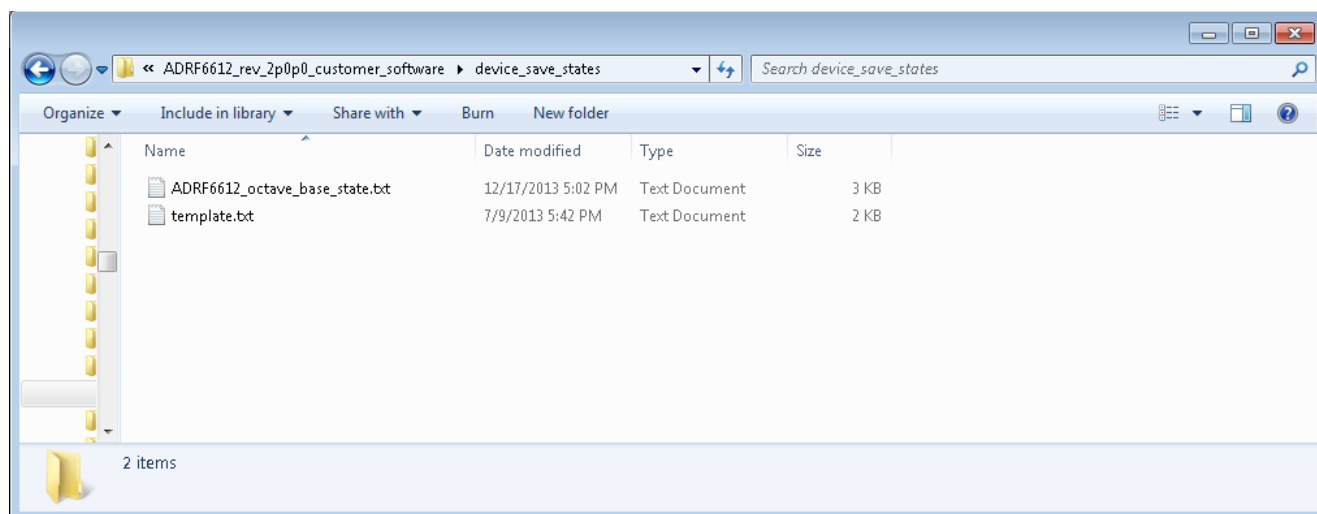 « ADRF6612_rev_2p0p0_customer_software ▸ device_save_states Search device_save_states
Organize ▾ Include in library ▾ Share with ▾ Burn New folder
Name Date modified Type Size
ADRF6612_octave_base_state.txt 12/17/2013 5:02 PM Text Document 3 KB
template.txt 7/9/2013 5:42 PM Text Document 2 KB
2 items